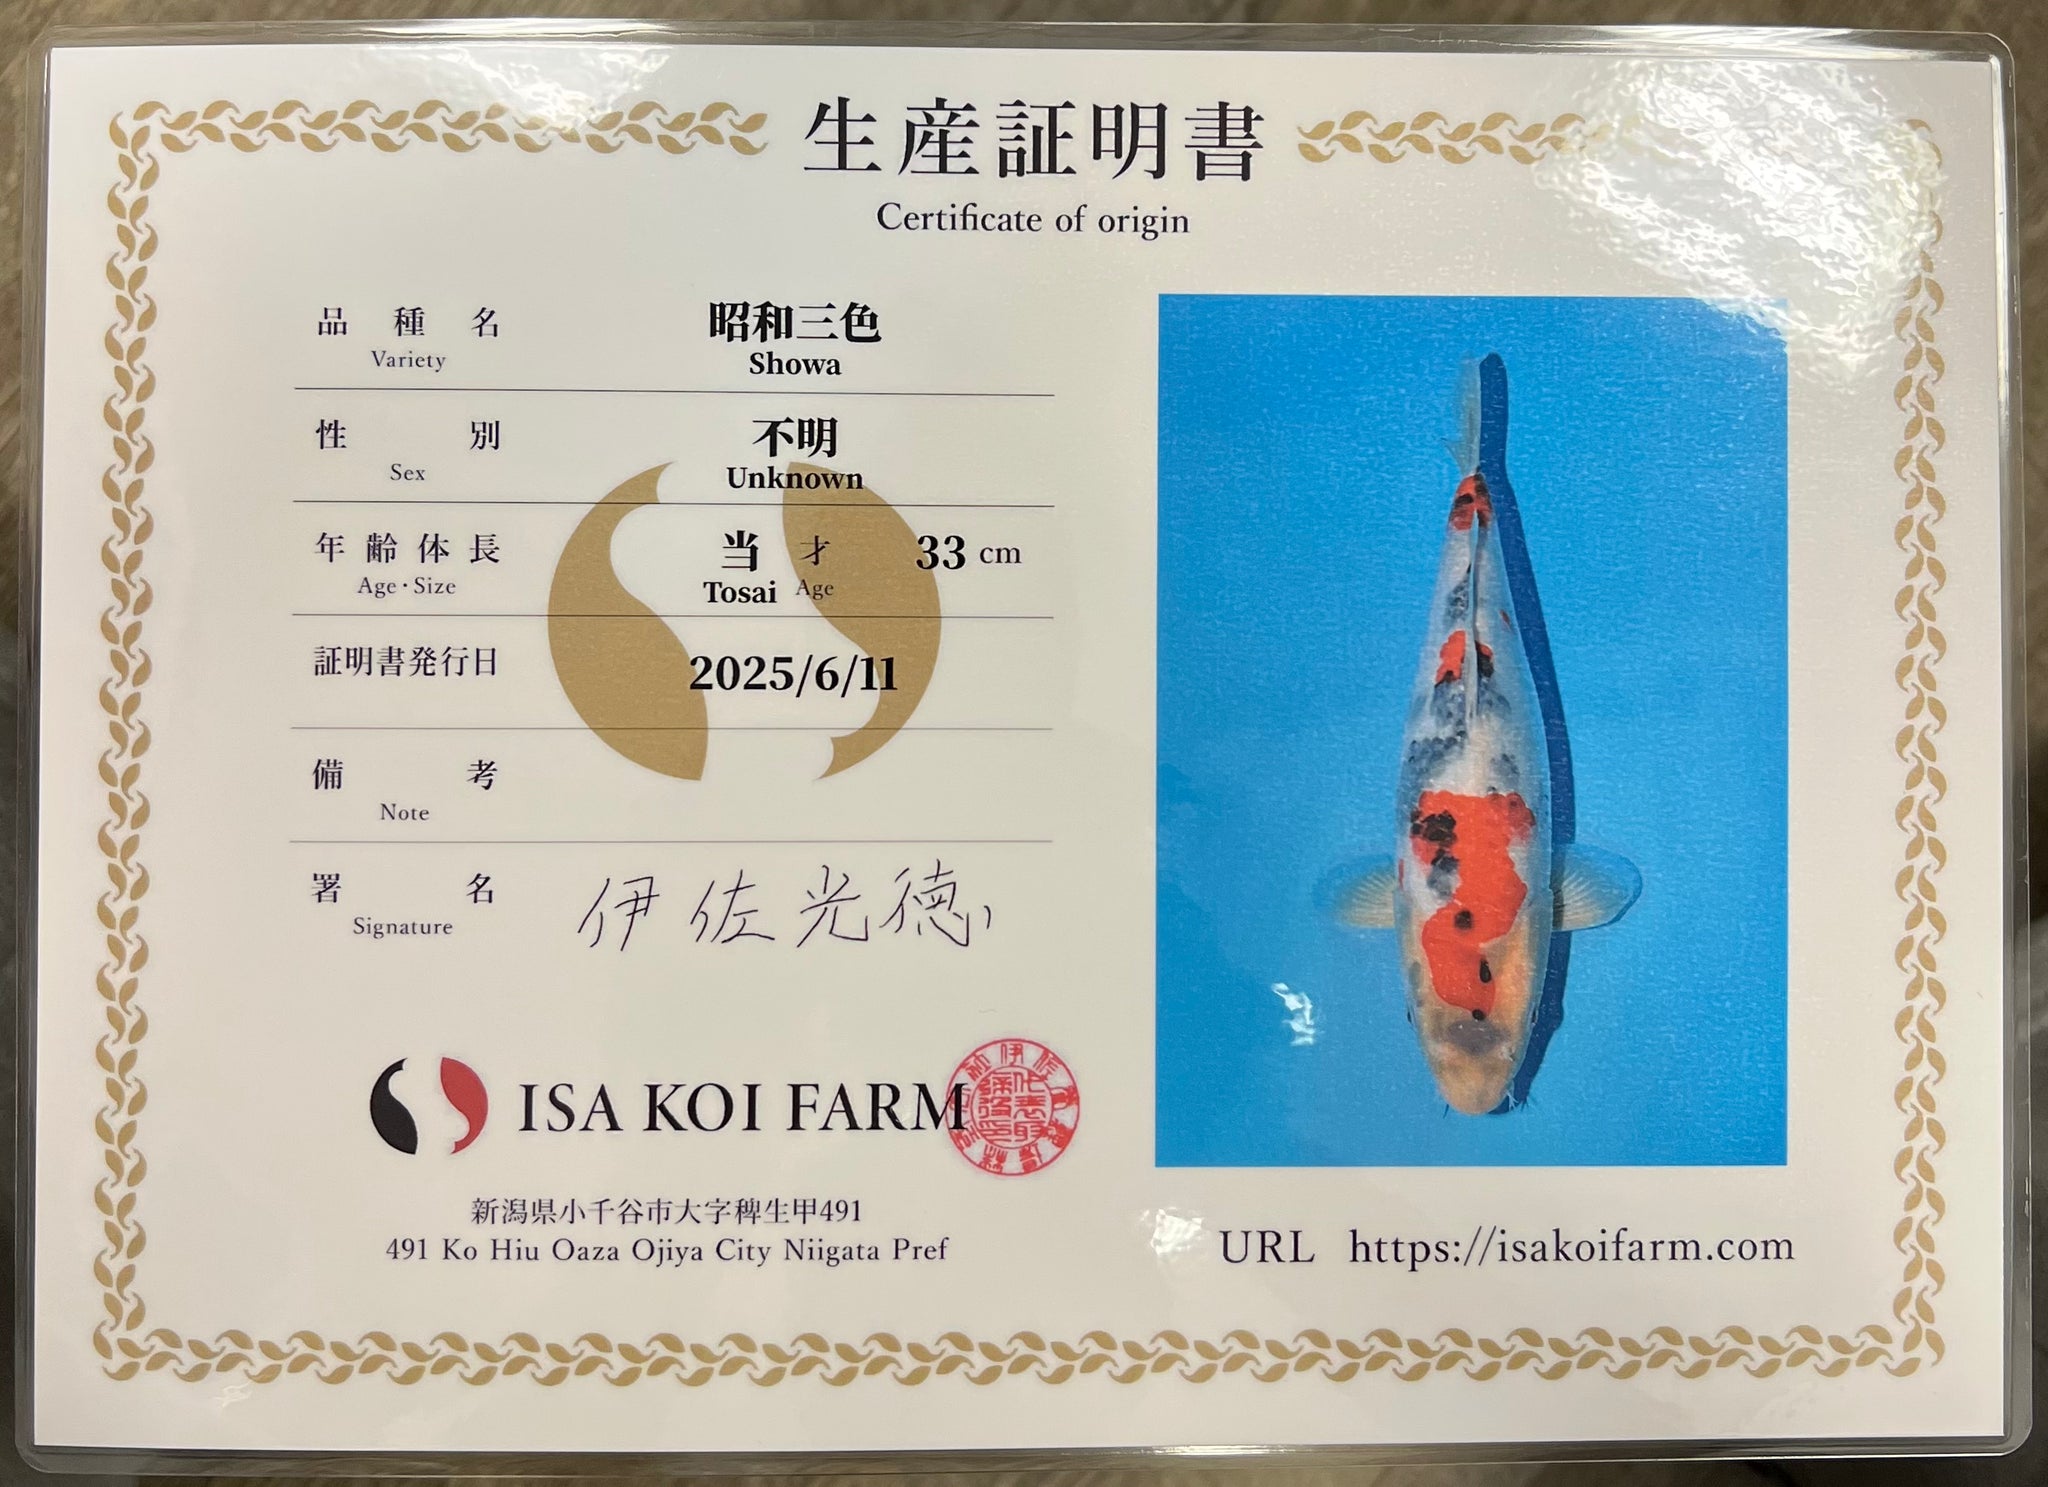 生産証明書
Certificate of origin
品種名 昭和三色
Variety Showa
性別 不明
Sex Unknown
年齢体長 当才 33 cm
Age・Size Tosai Age
証明書発行日 2025/6/11
備考
Note
署名 伊佐光徳
Signature
ISA KOI FARM
新潟県小千谷市大字稗生甲491
491 Ko Hiu Oaza Ojiya City Niigata Pref
URL https://isakoifarm.com